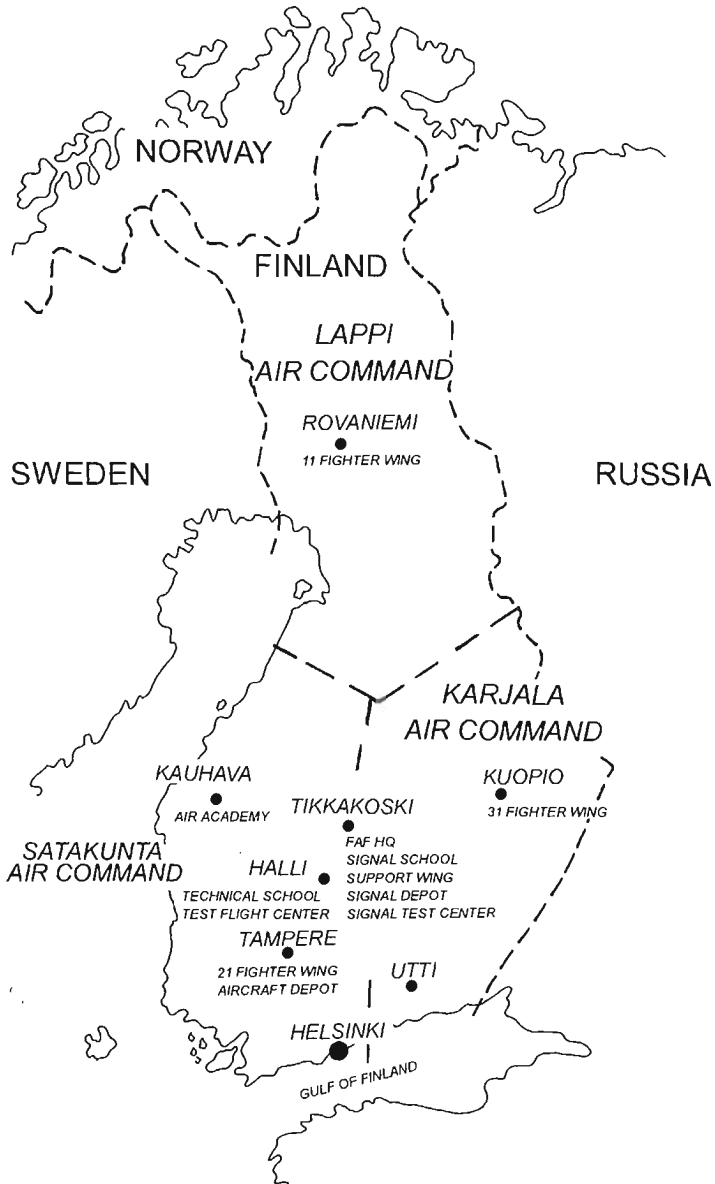 NORWAY
FINLAND
LAPPI
AIR COMMAND
ROVANIEMI
11 FIGHTER WING
SWEDEN
RUSSIA
KARJALA
AIR COMMAND
KAUHAVA
AIR ACADEMY
KUOPIO
31 FIGHTER WING
TIKKAKOSKI
FAF HQ
SIGNAL SCHOOL
SUPPORT WING
SIGNAL DEPOT
SIGNAL TEST CENTER
SATAKUNTA
AIR COMMAND
HALLI
TECHNICAL SCHOOL
TEST FLIGHT CENTER
TAMPERE
21 FIGHTER WING
AIRCRAFT DEPOT
UTTI
HELSINKI
GULF OF FINLAND